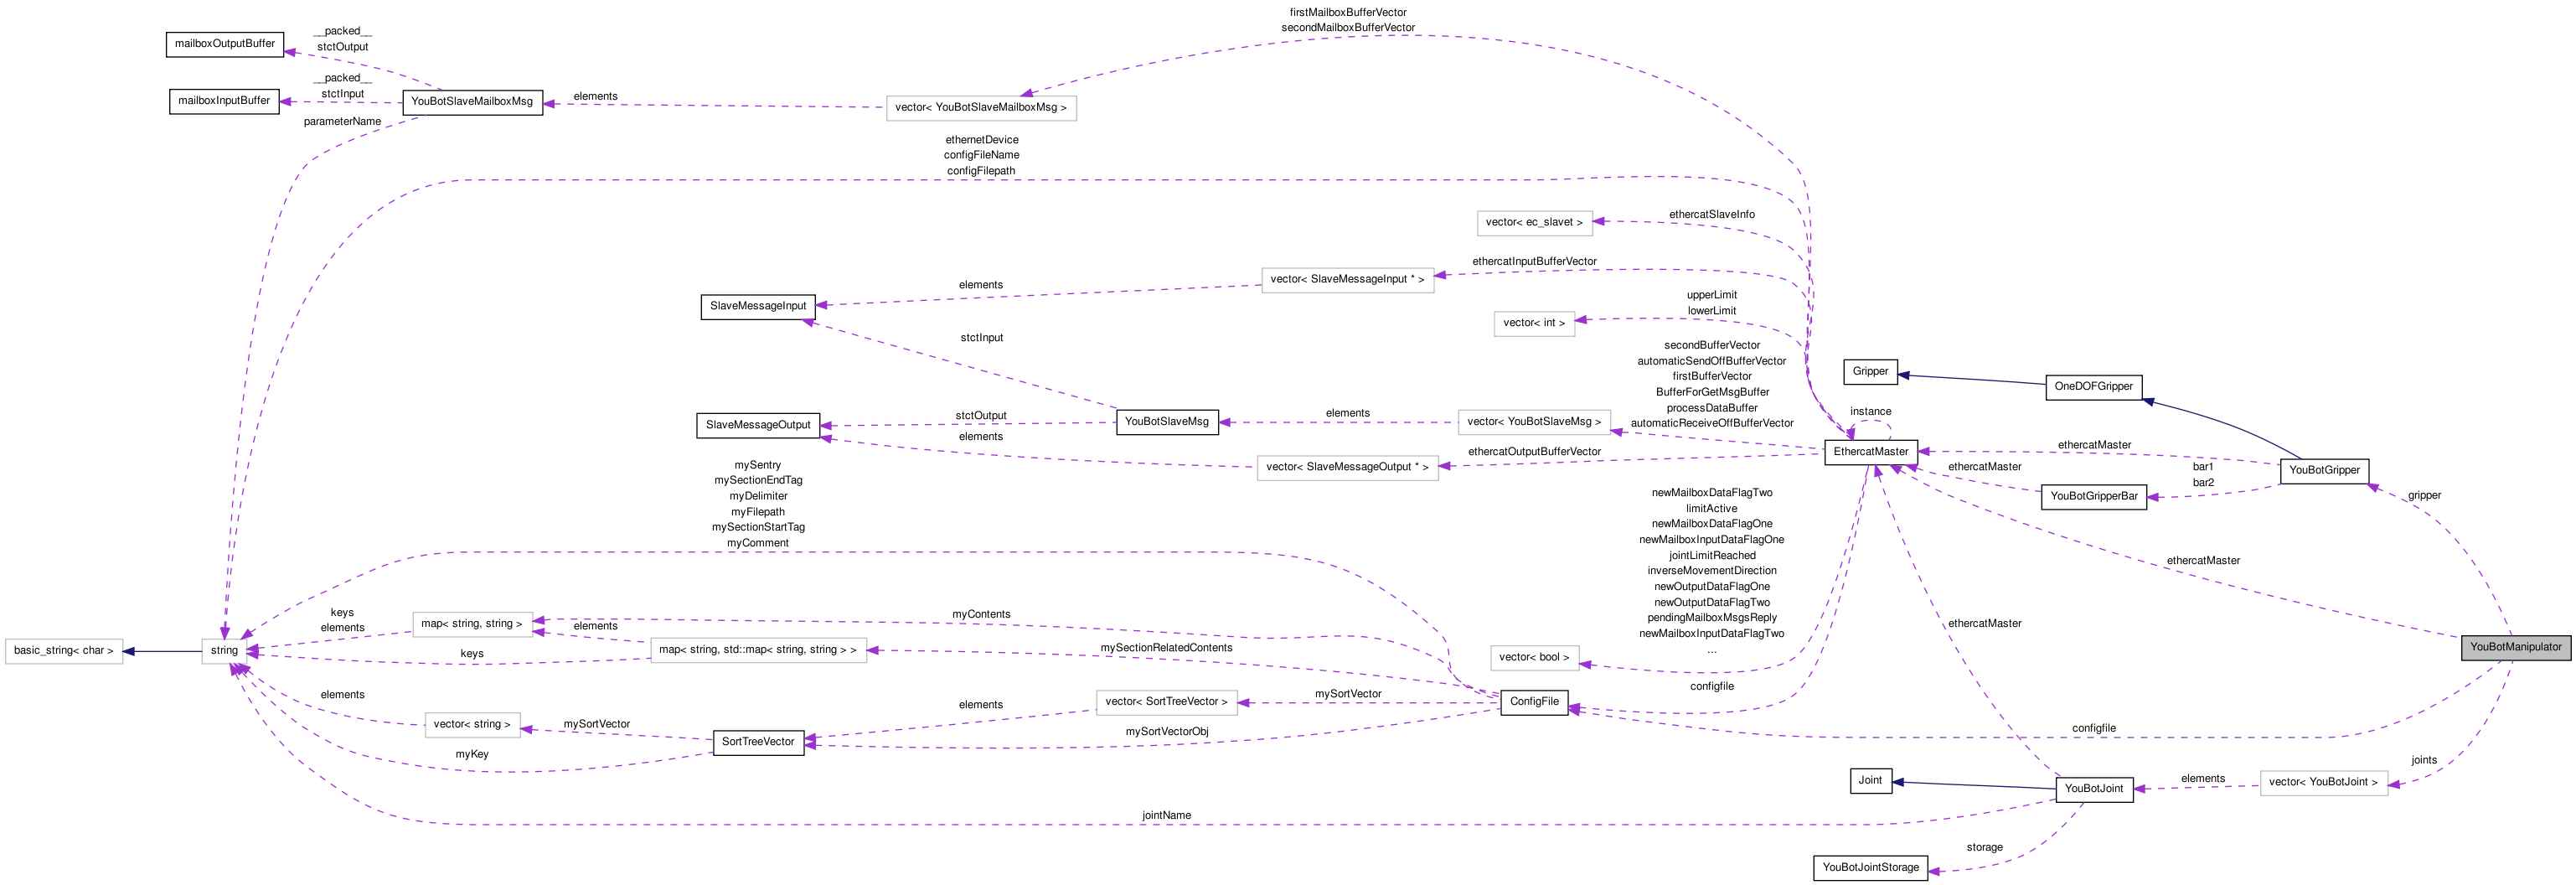 firstMailboxBufferVector
secondMailboxBufferVector
__packed__
stctOutput
mailboxOutputBuffer
__packed__
stctInput
mailboxInputBuffer
YouBotSlaveMailboxMsg
elements
vector< YouBotSlaveMailboxMsg >
parameterName
ethernetDevice
configFileName
configFilepath
vector< ec_slavet >
ethercatSlaveInfo
ethercatInputBufferVector
vector< SlaveMessageInput * >
elements
SlaveMessageInput
upperLimit
lowerLimit
vector< int >
stctInput
secondBufferVector
automaticSendOffBufferVector
firstBufferVector
BufferForGetMsgBuffer
processDataBuffer
automaticReceiveOffBufferVector
Gripper
OneDOFGripper
instance
SlaveMessageOutput
stctOutput
elements
YouBotSlaveMsg
elements
vector< YouBotSlaveMsg >
EthercatMaster
ethercatMaster
ethercatOutputBufferVector
vector< SlaveMessageOutput * >
ethercatMaster
bar1
bar2
YouBotGripper
YouBotGripperBar
gripper
mySentry
mySectionEndTag
myDelimiter
myFilepath
mySectionStartTag
myComment
newMailboxDataFlagTwo
limitActive
newMailboxDataFlagOne
newMailboxInputDataFlagOne
jointLimitReached
inverseMovementDirection
newOutputDataFlagOne
newOutputDataFlagTwo
pendingMailboxMsgsReply
newMailboxInputDataFlagTwo
...
ethercatMaster
ethercatMaster
keys
elements
map< string, string >
elements
myContents
basic_string< char >
string
keys
map< string, std::map< string, string > >
mySectionRelatedContents
vector< bool >
YouBotManipulator
configfile
elements
vector< string >
mySortVector
elements
vector< SortTreeVector >
mySortVector
ConfigFile
myKey
SortTreeVector
mySortVectorObj
configfile
joints
Joint
YouBotJoint
elements
vector< YouBotJoint >
jointName
storage
YouBotJointStorage